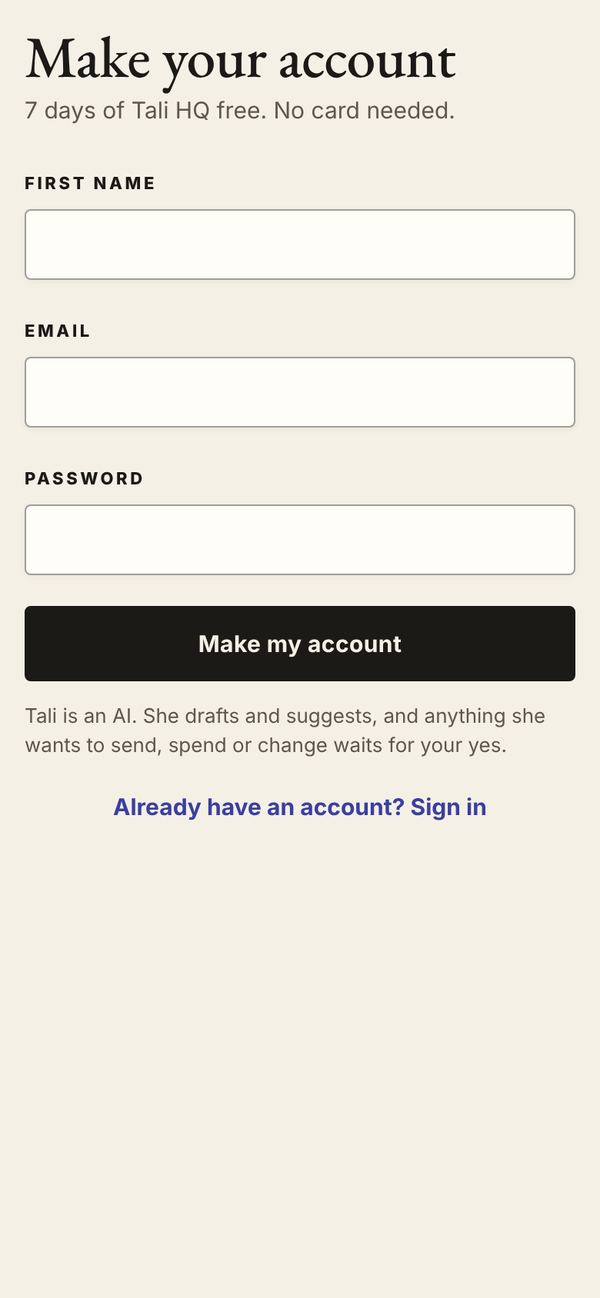 Make your account
7 days of Tali HQ free. No card needed.
FIRST NAME
EMAIL
PASSWORD
Make my account
Tali is an AI. She drafts and suggests, and anything she
wants to send, spend or change waits for your yes.
Already have an account? Sign in